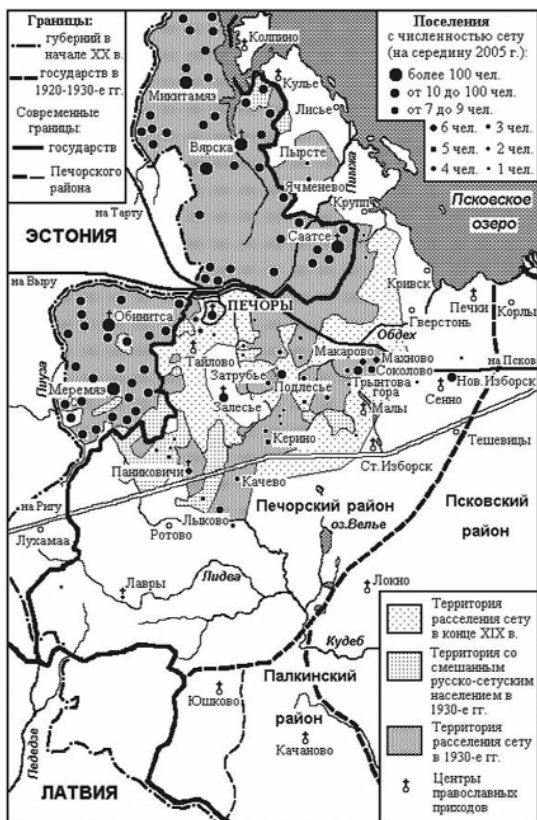 Границы:
губерний в
начале XX в.
государств в
1920-1930-е гг.
Современные
границы:
государств
Печорского
района
Поселения
с численностью сету
(на середину 2005 г.):
более 100 чел.
от 10 до 100 чел.
от 7 до 9 чел.
6 чел.
3 чел.
5 чел.
2 чел.
4 чел.
1 чел.
Колпино
Кулье
Микитамяэ
Лисье
Вярска
Пырсте
Пимжа
Ячменево
на Тарту
Крупп
Псковское
озеро
ЭСТОНИЯ
Саатсе
на Выру
ПЕЧОРЫ
Кривск
Печки
Обинитса
Гверстонь
Корлы
Обдех
Тайлово
Макарово
Махново
на Псков
Пиуза
Затрубье
Соколово
Меремяэ
Подлесье
Трынтова
гора
Нов. Изборск
Сенно
Залесье
Малы
Керино
Тешевицы
Паниковичи
Ст. Изборск
Качево
Печорский район
Псковский
район
на Ригу
Лыково
оз.Велье
Лухамаа
Ротово
Лавры
Пидва
Локно
Кудеб
Палкинский
район
Юшково
Качаново
Педедзе
ЛАТВИЯ
Территория
расселения сету
в конце XIX в.
Территория со
смешанным
русско-сетуским
населением в
1930-е гг.
Территория
расселения сету
в 1930-е гг.
Центры
православных
приходов